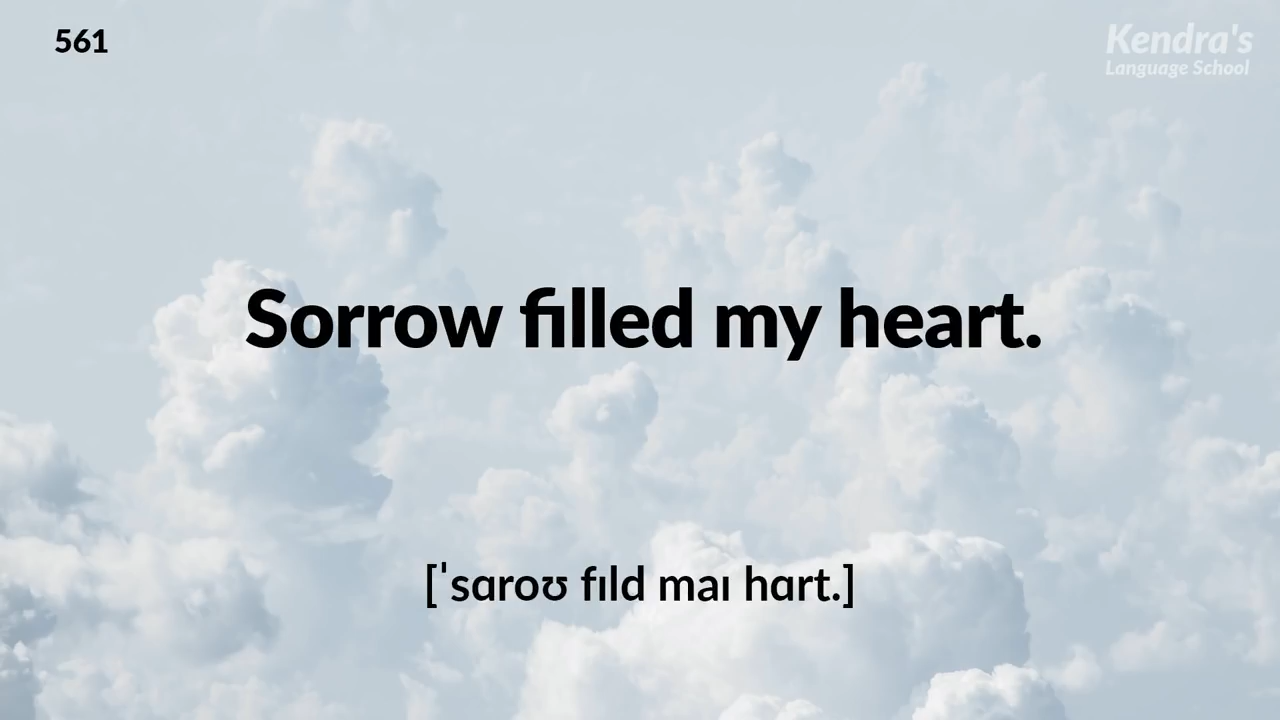 561
Kendra's
Language School
Sorrow filled my heart.
[ˈsɑroʊ fɪld maɪ hɑrt.]